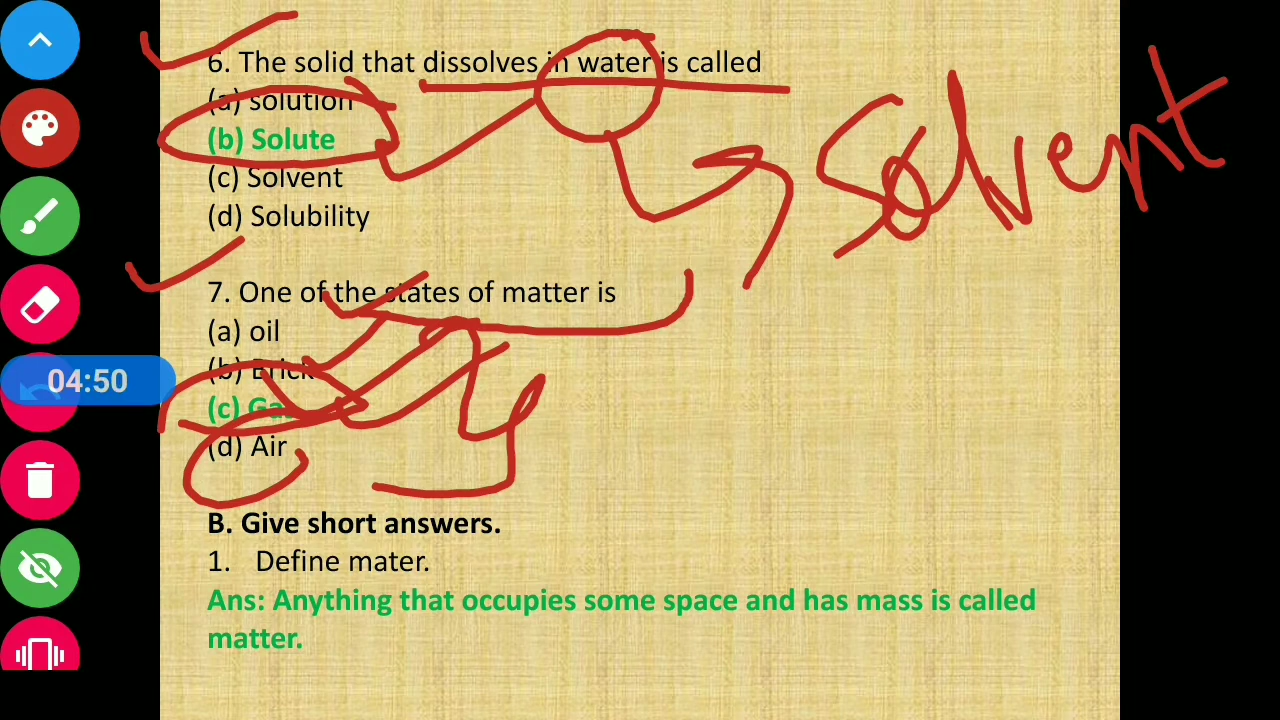 6. The solid that dissolves in water is called
(a) solution
(b) Solute
(c) Solvent
(d) Solubility
Solvent
7. One of the states of matter is
(a) oil
(b) Brick
(c) Gas
(d) Air
04:50
B. Give short answers.
1. Define mater.
Ans: Anything that occupies some space and has mass is called
matter.